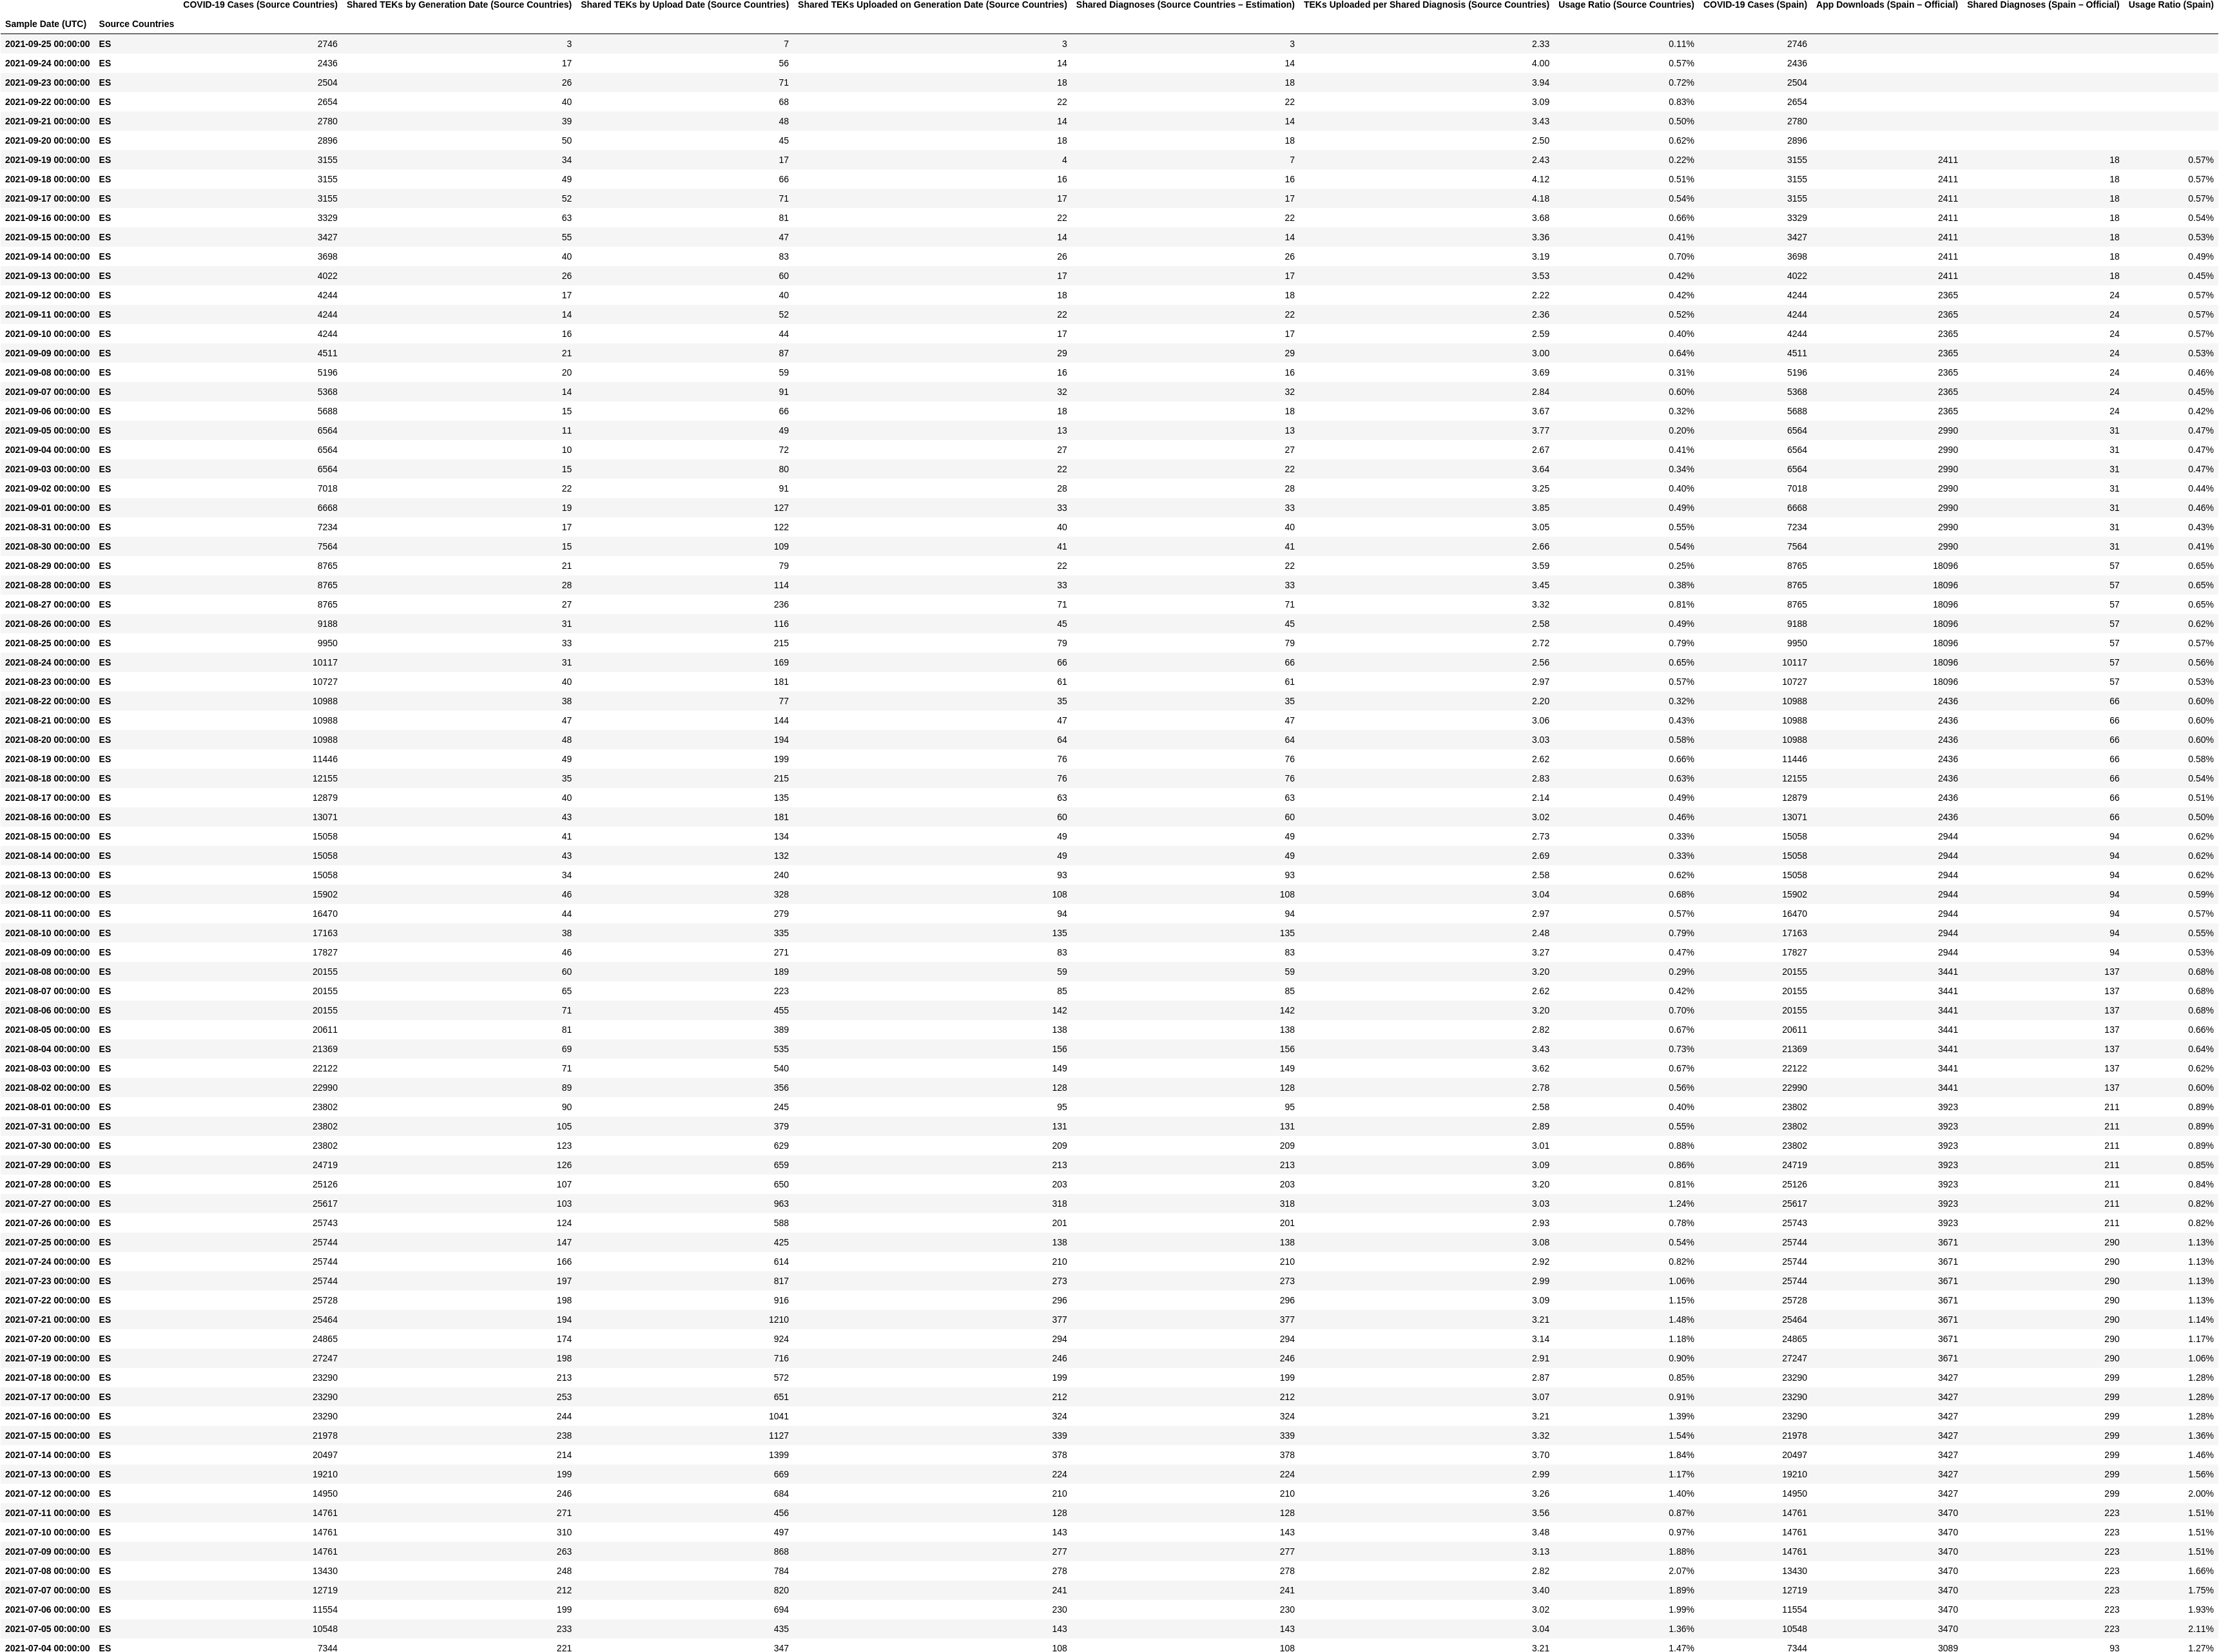 COVID-19 Cases (Source Countries) Shared TEKs by Generation Date (Source Countries) Shared TEKs by Upload Date (Source Countries) Shared TEKs Uploaded on Generation Date (Source Countries) Shared Diagnoses (Source Countries – Estimation) TEKs Uploaded per Shared Diagnosis (Source Countries) Usage Ratio (Source Countries) COVID-19 Cases (Spain) App Downloads (Spain – Official) Shared Diagnoses (Spain – Official) Usage Ratio (Spain)
Sample Date (UTC) Source Countries
2021-09-25 00:00:00 ES 2746 3 7 3 3 2.33 0.11% 2746
2021-09-24 00:00:00 ES 2436 17 56 14 14 4.00 0.57% 2436
2021-09-23 00:00:00 ES 2504 26 71 18 18 3.94 0.72% 2504
2021-09-22 00:00:00 ES 2654 40 68 22 22 3.09 0.83% 2654
2021-09-21 00:00:00 ES 2780 39 48 14 14 3.43 0.50% 2780
2021-09-20 00:00:00 ES 2896 50 45 18 18 2.50 0.62% 2896
2021-09-19 00:00:00 ES 3155 34 17 4 7 2.43 0.22% 3155 2411 18 0.57%
2021-09-18 00:00:00 ES 3155 49 66 16 16 4.12 0.51% 3155 2411 18 0.57%
2021-09-17 00:00:00 ES 3155 52 71 17 17 4.18 0.54% 3155 2411 18 0.57%
2021-09-16 00:00:00 ES 3329 63 81 22 22 3.68 0.66% 3329 2411 18 0.54%
2021-09-15 00:00:00 ES 3427 55 47 14 14 3.36 0.41% 3427 2411 18 0.53%
2021-09-14 00:00:00 ES 3698 40 83 26 26 3.19 0.70% 3698 2411 18 0.49%
2021-09-13 00:00:00 ES 4022 26 60 17 17 3.53 0.42% 4022 2411 18 0.45%
2021-09-12 00:00:00 ES 4244 17 40 18 18 2.22 0.42% 4244 2365 24 0.57%
2021-09-11 00:00:00 ES 4244 14 52 22 22 2.36 0.52% 4244 2365 24 0.57%
2021-09-10 00:00:00 ES 4244 16 44 17 17 2.59 0.40% 4244 2365 24 0.57%
2021-09-09 00:00:00 ES 4511 21 87 29 29 3.00 0.64% 4511 2365 24 0.53%
2021-09-08 00:00:00 ES 5196 20 59 16 16 3.69 0.31% 5196 2365 24 0.46%
2021-09-07 00:00:00 ES 5368 14 91 32 32 2.84 0.60% 5368 2365 24 0.45%
2021-09-06 00:00:00 ES 5688 15 66 18 18 3.67 0.32% 5688 2365 24 0.42%
2021-09-05 00:00:00 ES 6564 11 49 13 13 3.77 0.20% 6564 2990 31 0.47%
2021-09-04 00:00:00 ES 6564 10 72 27 27 2.67 0.41% 6564 2990 31 0.47%
2021-09-03 00:00:00 ES 6564 15 80 22 22 3.64 0.34% 6564 2990 31 0.47%
2021-09-02 00:00:00 ES 7018 22 91 28 28 3.25 0.40% 7018 2990 31 0.44%
2021-09-01 00:00:00 ES 6668 19 127 33 33 3.85 0.49% 6668 2990 31 0.46%
2021-08-31 00:00:00 ES 7234 17 122 40 40 3.05 0.55% 7234 2990 31 0.43%
2021-08-30 00:00:00 ES 7564 15 109 41 41 2.66 0.54% 7564 2990 31 0.41%
2021-08-29 00:00:00 ES 8765 21 79 22 22 3.59 0.25% 8765 18096 57 0.65%
2021-08-28 00:00:00 ES 8765 28 114 33 33 3.45 0.38% 8765 18096 57 0.65%
2021-08-27 00:00:00 ES 8765 27 236 71 71 3.32 0.81% 8765 18096 57 0.65%
2021-08-26 00:00:00 ES 9188 31 116 45 45 2.58 0.49% 9188 18096 57 0.62%
2021-08-25 00:00:00 ES 9950 33 215 79 79 2.72 0.79% 9950 18096 57 0.57%
2021-08-24 00:00:00 ES 10117 31 169 66 66 2.56 0.65% 10117 18096 57 0.56%
2021-08-23 00:00:00 ES 10727 40 181 61 61 2.97 0.57% 10727 18096 57 0.53%
2021-08-22 00:00:00 ES 10988 38 77 35 35 2.20 0.32% 10988 2436 66 0.60%
2021-08-21 00:00:00 ES 10988 47 144 47 47 3.06 0.43% 10988 2436 66 0.60%
2021-08-20 00:00:00 ES 10988 48 194 64 64 3.03 0.58% 10988 2436 66 0.60%
2021-08-19 00:00:00 ES 11446 49 199 76 76 2.62 0.66% 11446 2436 66 0.58%
2021-08-18 00:00:00 ES 12155 35 215 76 76 2.83 0.63% 12155 2436 66 0.54%
2021-08-17 00:00:00 ES 12879 40 135 63 63 2.14 0.49% 12879 2436 66 0.51%
2021-08-16 00:00:00 ES 13071 43 181 60 60 3.02 0.46% 13071 2436 66 0.50%
2021-08-15 00:00:00 ES 15058 41 134 49 49 2.73 0.33% 15058 2944 94 0.62%
2021-08-14 00:00:00 ES 15058 43 132 49 49 2.69 0.33% 15058 2944 94 0.62%
2021-08-13 00:00:00 ES 15058 34 240 93 93 2.58 0.62% 15058 2944 94 0.62%
2021-08-12 00:00:00 ES 15902 46 328 108 108 3.04 0.68% 15902 2944 94 0.59%
2021-08-11 00:00:00 ES 16470 44 279 94 94 2.97 0.57% 16470 2944 94 0.57%
2021-08-10 00:00:00 ES 17163 38 335 135 135 2.48 0.79% 17163 2944 94 0.55%
2021-08-09 00:00:00 ES 17827 46 271 83 83 3.27 0.47% 17827 2944 94 0.53%
2021-08-08 00:00:00 ES 20155 60 189 59 59 3.20 0.29% 20155 3441 137 0.68%
2021-08-07 00:00:00 ES 20155 65 223 85 85 2.62 0.42% 20155 3441 137 0.68%
2021-08-06 00:00:00 ES 20155 71 455 142 142 3.20 0.70% 20155 3441 137 0.68%
2021-08-05 00:00:00 ES 20611 81 389 138 138 2.82 0.67% 20611 3441 137 0.66%
2021-08-04 00:00:00 ES 21369 69 535 156 156 3.43 0.73% 21369 3441 137 0.64%
2021-08-03 00:00:00 ES 22122 71 540 149 149 3.62 0.67% 22122 3441 137 0.62%
2021-08-02 00:00:00 ES 22990 89 356 128 128 2.78 0.56% 22990 3441 137 0.60%
2021-08-01 00:00:00 ES 23802 90 245 95 95 2.58 0.40% 23802 3923 211 0.89%
2021-07-31 00:00:00 ES 23802 105 379 131 131 2.89 0.55% 23802 3923 211 0.89%
2021-07-30 00:00:00 ES 23802 123 629 209 209 3.01 0.88% 23802 3923 211 0.89%
2021-07-29 00:00:00 ES 24719 126 659 213 213 3.09 0.86% 24719 3923 211 0.85%
2021-07-28 00:00:00 ES 25126 107 650 203 203 3.20 0.81% 25126 3923 211 0.84%
2021-07-27 00:00:00 ES 25617 103 963 318 318 3.03 1.24% 25617 3923 211 0.82%
2021-07-26 00:00:00 ES 25743 124 588 201 201 2.93 0.78% 25743 3923 211 0.82%
2021-07-25 00:00:00 ES 25744 147 425 138 138 3.08 0.54% 25744 3671 290 1.13%
2021-07-24 00:00:00 ES 25744 166 614 210 210 2.92 0.82% 25744 3671 290 1.13%
2021-07-23 00:00:00 ES 25744 197 817 273 273 2.99 1.06% 25744 3671 290 1.13%
2021-07-22 00:00:00 ES 25728 198 916 296 296 3.09 1.15% 25728 3671 290 1.13%
2021-07-21 00:00:00 ES 25464 194 1210 377 377 3.21 1.48% 25464 3671 290 1.14%
2021-07-20 00:00:00 ES 24865 174 924 294 294 3.14 1.18% 24865 3671 290 1.17%
2021-07-19 00:00:00 ES 27247 198 716 246 246 2.91 0.90% 27247 3671 290 1.06%
2021-07-18 00:00:00 ES 23290 213 572 199 199 2.87 0.85% 23290 3427 299 1.28%
2021-07-17 00:00:00 ES 23290 253 651 212 212 3.07 0.91% 23290 3427 299 1.28%
2021-07-16 00:00:00 ES 23290 244 1041 324 324 3.21 1.39% 23290 3427 299 1.28%
2021-07-15 00:00:00 ES 21978 238 1127 339 339 3.32 1.54% 21978 3427 299 1.36%
2021-07-14 00:00:00 ES 20497 214 1399 378 378 3.70 1.84% 20497 3427 299 1.46%
2021-07-13 00:00:00 ES 19210 199 669 224 224 2.99 1.17% 19210 3427 299 1.56%
2021-07-12 00:00:00 ES 14950 246 684 210 210 3.26 1.40% 14950 3427 299 2.00%
2021-07-11 00:00:00 ES 14761 271 456 128 128 3.56 0.87% 14761 3470 223 1.51%
2021-07-10 00:00:00 ES 14761 310 497 143 143 3.48 0.97% 14761 3470 223 1.51%
2021-07-09 00:00:00 ES 14761 263 868 277 277 3.13 1.88% 14761 3470 223 1.51%
2021-07-08 00:00:00 ES 13430 248 784 278 278 2.82 2.07% 13430 3470 223 1.66%
2021-07-07 00:00:00 ES 12719 212 820 241 241 3.40 1.89% 12719 3470 223 1.75%
2021-07-06 00:00:00 ES 11554 199 694 230 230 3.02 1.99% 11554 3470 223 1.93%
2021-07-05 00:00:00 ES 10548 233 435 143 143 3.04 1.36% 10548 3470 223 2.11%
2021-07-04 00:00:00 ES 7344 221 347 108 108 3.21 1.47% 7344 3089 93 1.27%